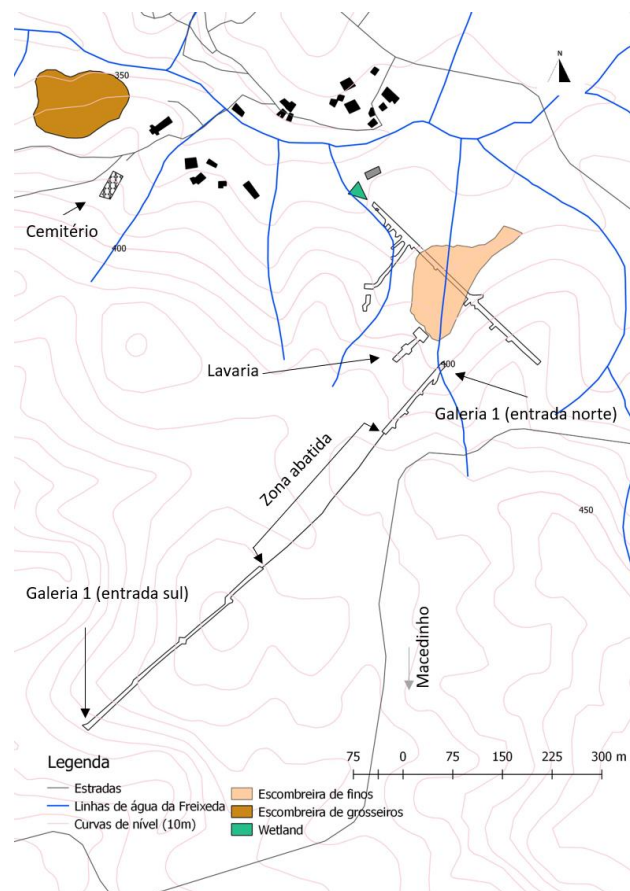 350
N
Cemitério
400
Lavaria
400
Galeria 1 (entrada norte)
Zona abatida
450
Galeria 1 (entrada sul)
Macedinho
Legenda
Estradas
Linhas de água da Freixeda
Curvas de nível (10m)
Escombreira de finos
Escombreira de grosseiros
Wetland
75 0 75 150 225 300 m